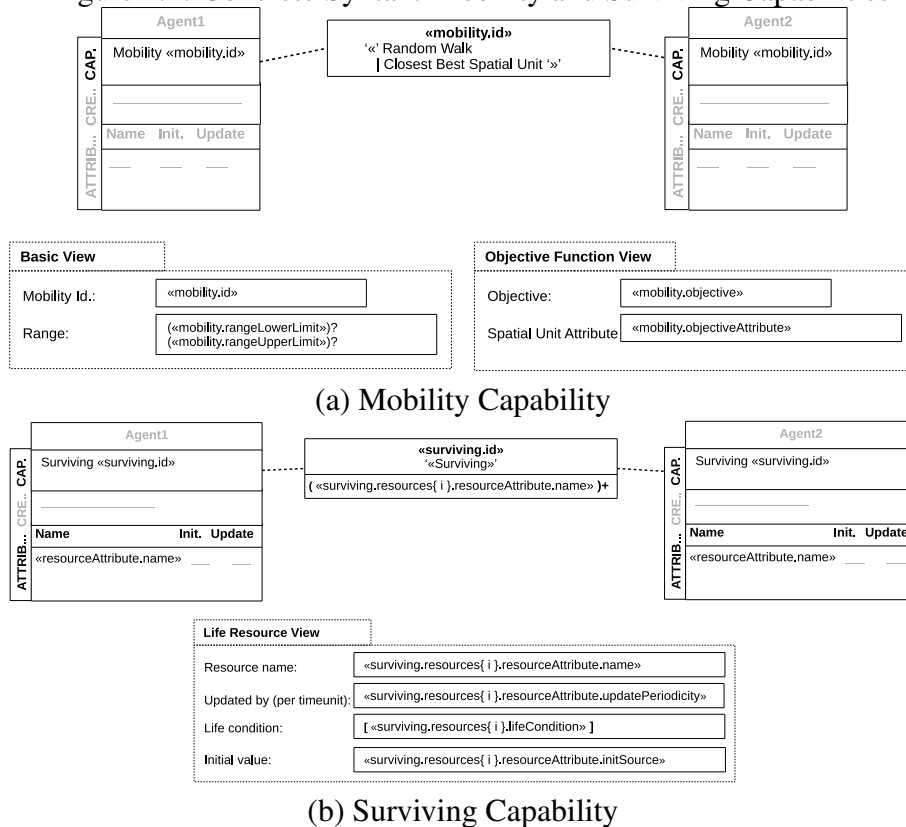 Agent1
CAP.
Mobility «mobility.id»
CRE..
Name Init. Update
ATTRIB...
«mobility.id»
‘«’ Random Walk
| Closest Best Spatial Unit ‘»’
Agent2
CAP.
Mobility «mobility.id»
CRE..
Name Init. Update
ATTRIB...
Basic View
Mobility Id.: «mobility.id»
Range: («mobility.rangeLowerLimit»)?
(«mobility.rangeUpperLimit»)?
Objective Function View
Objective: «mobility.objective»
Spatial Unit Attribute «mobility.objectiveAttribute»
(a) Mobility Capability
Agent1
CAP.
Surviving «surviving.id»
CRE..
Name Init. Update
ATTRIB...
«resourceAttribute.name»
«surviving.id»
‘«Surviving»’
( «surviving.resources{ i }.resourceAttribute.name» )+
Agent2
CAP.
Surviving «surviving.id»
CRE..
Name Init. Update
ATTRIB...
«resourceAttribute.name»
Life Resource View
Resource name: «surviving.resources{ i }.resourceAttribute.name»
Updated by (per timeunit): «surviving.resources{ i }.resourceAttribute.updatePeriodicity»
Life condition: [ «surviving.resources{ i }.lifeCondition» ]
Initial value: «surviving.resources{ i }.resourceAttribute.initSource»
(b) Surviving Capability